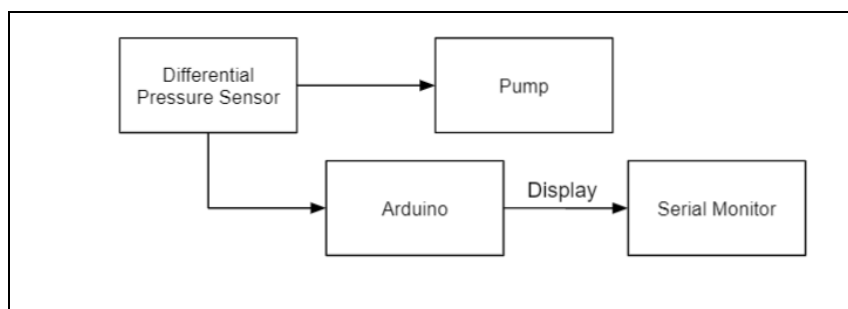 Differential
Pressure Sensor
Pump
Arduino
Display
Serial Monitor